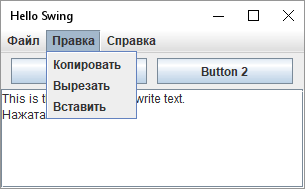 Hello Swing
Файл Правка Справка
Копировать
Вырезать
Вставить
Button 2
This is write text.
Нажата